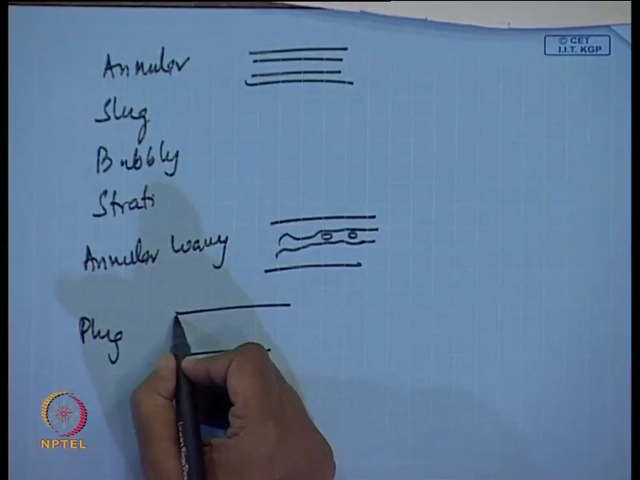 Annular
Slug
Bubbly
Strati
Annular Wavy
Plug
© CET
I.I.T. KGP
NPTEL